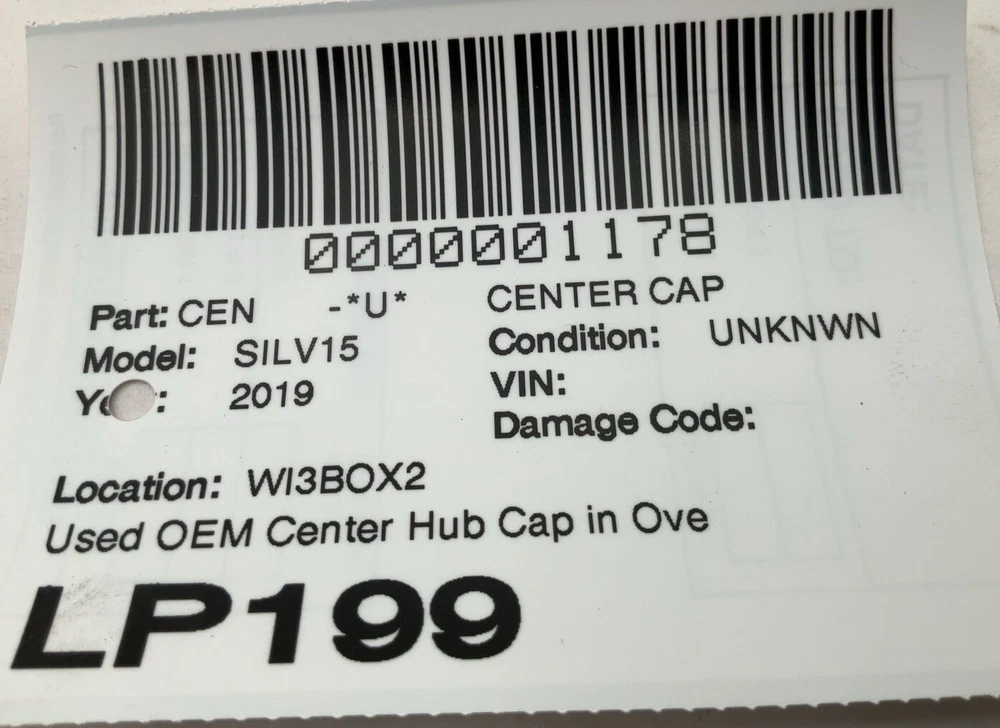 0000001178
Part: CEN -*U* CENTER CAP
Model: SILV15 Condition: UNKNWN
2019 VIN:
Damage Code:
Location: WI3BOX2
Used OEM Center Hub Cap in Ove
LP199